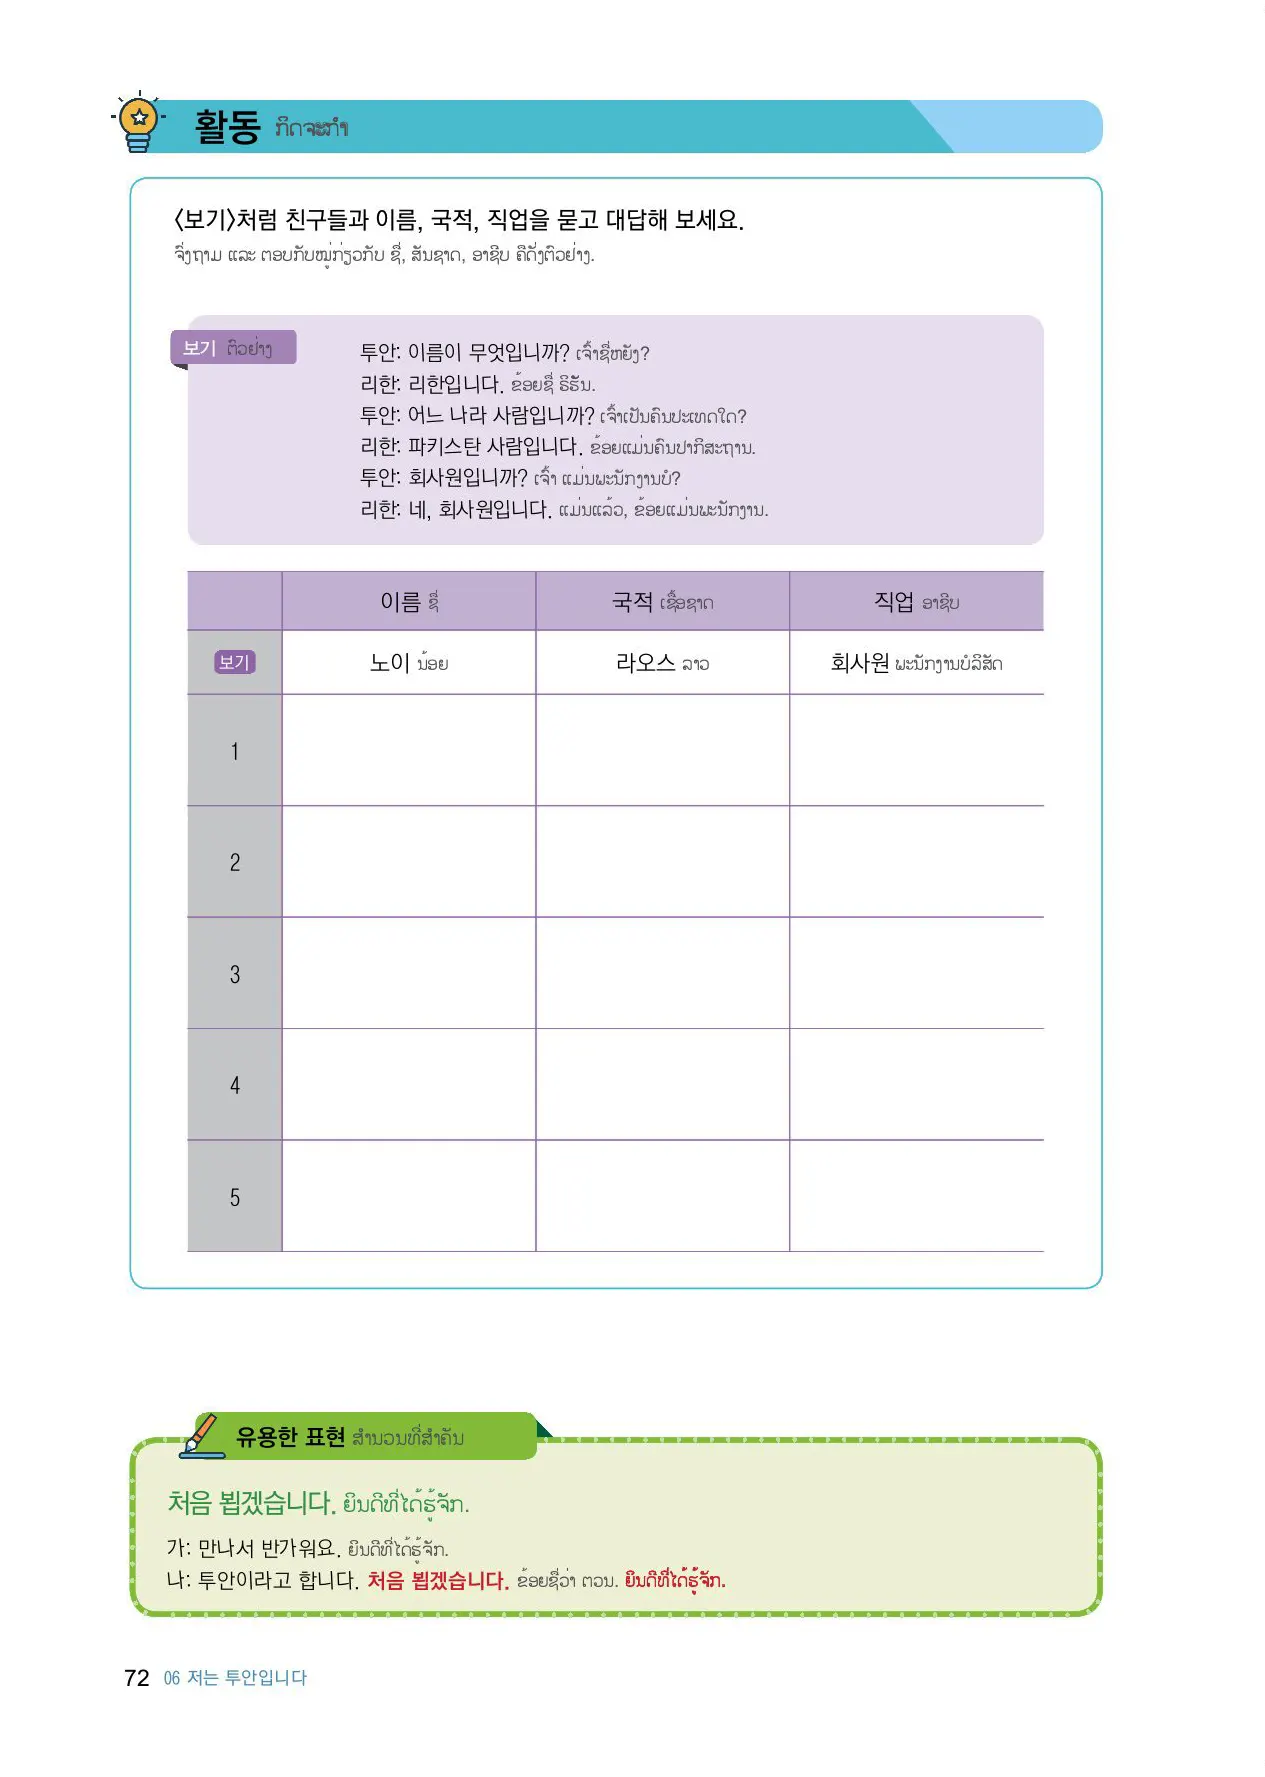 활동 ກິດຈະກຳ
<보기>처럼 친구들과 이름, 국적, 직업을 묻고 대답해 보세요.
ຈົ່ງຖາມ ແລະ ຕອບກັບໝູ່ກ່ຽວກັບ ຊື່, ສັນຊາດ, ອາຊີບ ຄືດັ່ງຕົວຢ່າງ.
보기 ຕົວຢ່າງ
투안: 이름이 무엇입니까? ເຈົ້າຊື່ຫຍັງ?
리한: 리한입니다. ຂ້ອຍຊື່ ຣິຮັນ.
투안: 어느 나라 사람입니까? ເຈົ້າເປັນຄົນປະເທດໃດ?
리한: 파키스탄 사람입니다. ຂ້ອຍແມ່ນຄົນປາກິສະຖານ.
투안: 회사원입니까? ເຈົ້າ ແມ່ນພະນັກງານບໍ?
리한: 네, 회사원입니다. ແມ່ນແລ້ວ, ຂ້ອຍແມ່ນພະນັກງານ.
이름 ຊື່ 국적 ເຊື້ອຊາດ 직업 ອາຊີບ
보기 노이 ນ້ອຍ 라오스 ລາວ 회사원 ພະນັກງານບໍລິສັດ
1
2
3
4
5
유용한 표현 ສຳນວນທີ່ສຳຄັນ
처음 뵙겠습니다. ຍິນດີທີ່ໄດ້ຮູ້ຈັກ.
가: 만나서 반가워요. ຍິນດີທີ່ໄດ້ຮູ້ຈັກ.
나: 투안이라고 합니다. 처음 뵙겠습니다. ຂ້ອຍຊື່ວ່າ ຕວນ. ຍິນດີທີ່ໄດ້ຮູ້ຈັກ.
72 06 저는 투안입니다